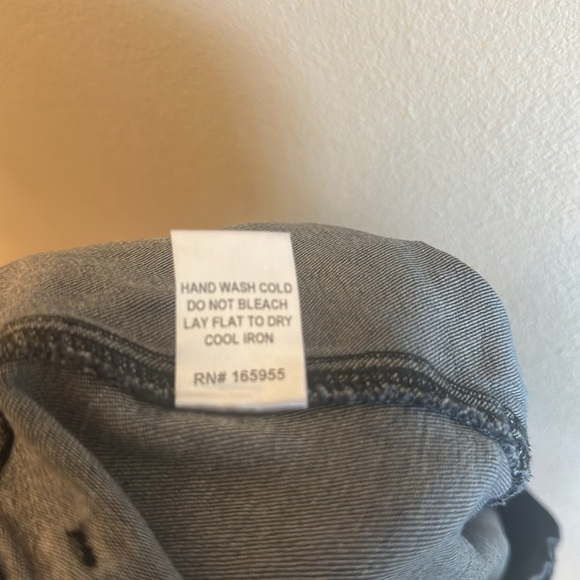 HAND WASH COLD
DO NOT BLEACH
LAY FLAT TO DRY
COOL IRON
RN# 165955